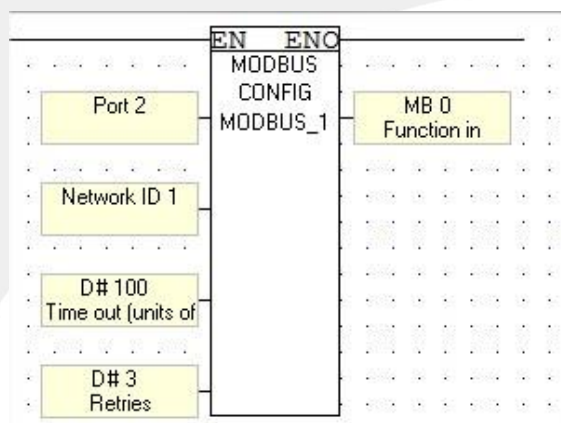 EN ENO
MODBUS
CONFIG
MODBUS_1
Port 2
MB 0
Function in
Network ID 1
D# 100
Time out (units of
D# 3
Retries